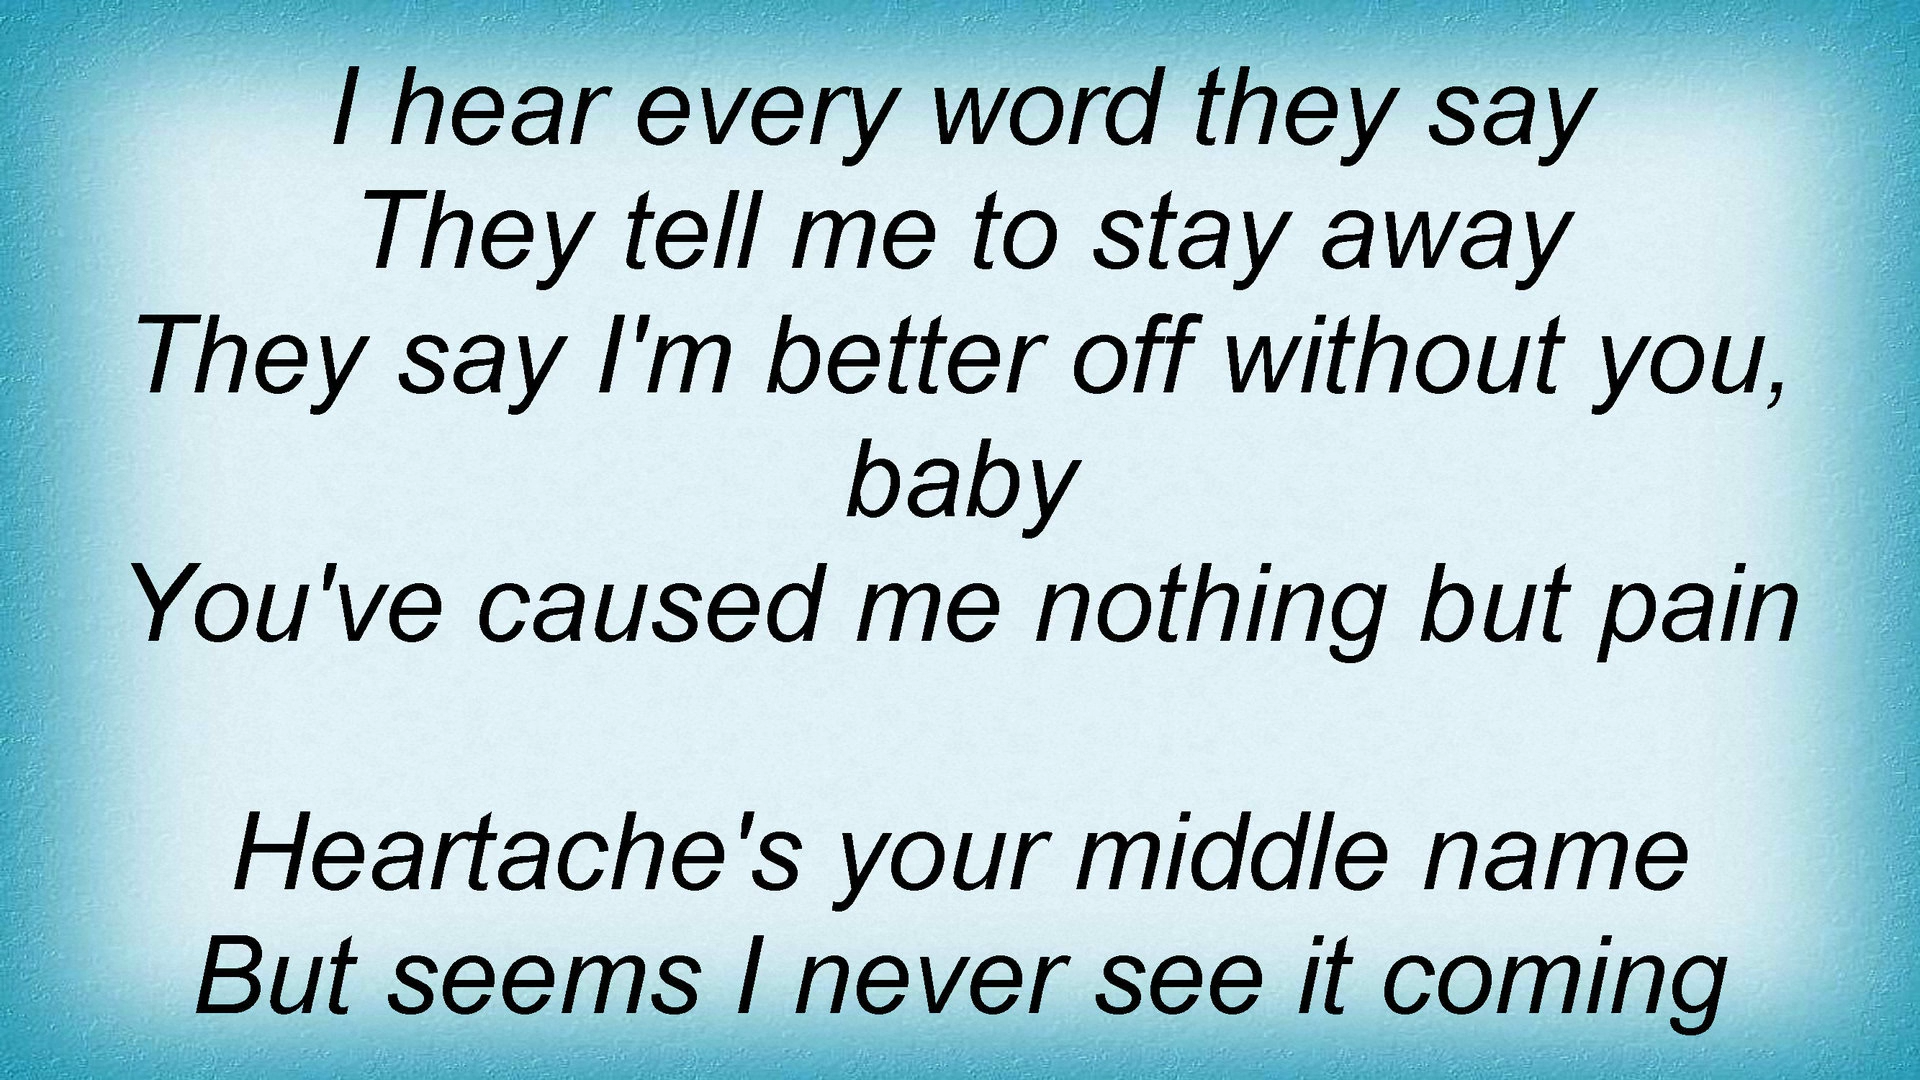 I hear every word they say
They tell me to stay away
They say I'm better off without you,
baby
You've caused me nothing but pain
Heartache's your middle name
But seems I never see it coming